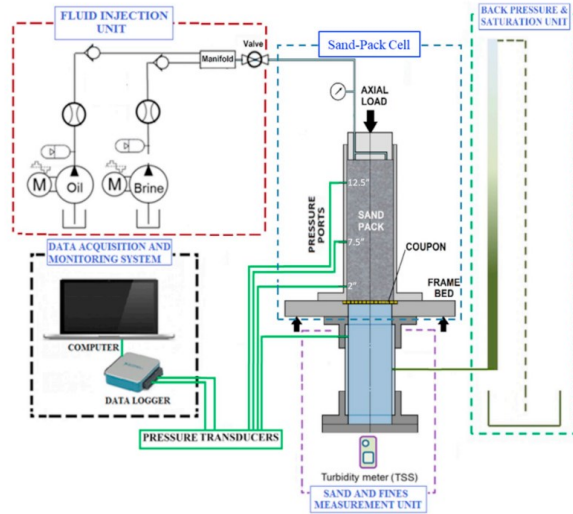 FLUID INJECTION
UNIT
Manifold
Valve
M
Oil
M
Brine
Sand-Pack Cell
AXIAL
LOAD
12.5"
SAND
PACK
7.5"
2"
PRESSURE
PORTS
COUPON
FRAME
BED
BACK PRESSURE &
SATURATION UNIT
DATA ACQUISITION AND
MONITORING SYSTEM
COMPUTER
DATA LOGGER
PRESSURE TRANSDUCERS
Turbidity meter (TSS)
SAND AND FINES
MEASUREMENT UNIT